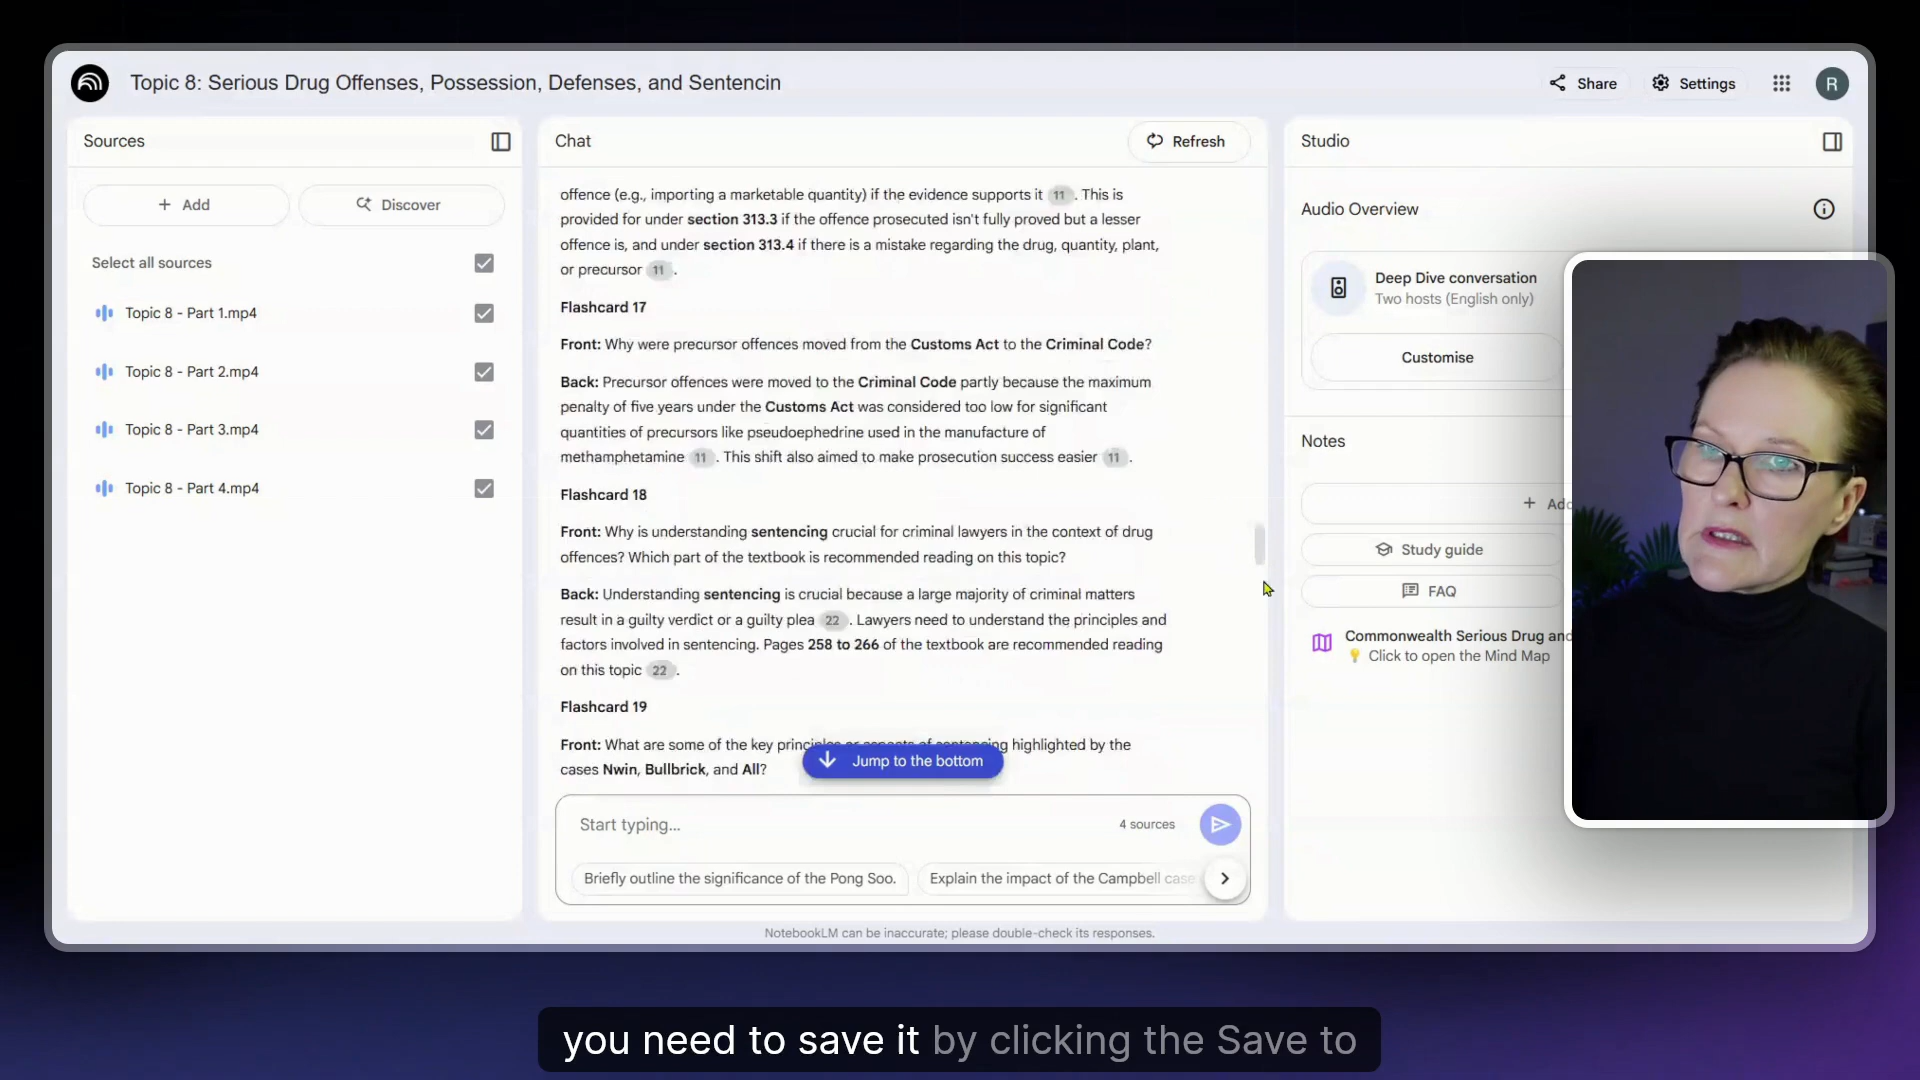 Topic 8: Serious Drug Offenses, Possession, Defenses, and Sentencin
Share
Settings
R
Sources
Add
Discover
Select all sources
Topic 8 - Part 1.mp4
Topic 8 - Part 2.mp4
Topic 8 - Part 3.mp4
Topic 8 - Part 4.mp4
Chat
Refresh
offence (e.g., importing a marketable quantity) if the evidence supports it 11 . This is
provided for under section 313.3 if the offence prosecuted isn't fully proved but a lesser
offence is, and under section 313.4 if there is a mistake regarding the drug, quantity, plant,
or precursor 11 .
Flashcard 17
Front: Why were precursor offences moved from the Customs Act to the Criminal Code?
Back: Precursor offences were moved to the Criminal Code partly because the maximum
penalty of five years under the Customs Act was considered too low for significant
quantities of precursors like pseudoephedrine used in the manufacture of
methamphetamine 11 . This shift also aimed to make prosecution success easier 11 .
Flashcard 18
Front: Why is understanding sentencing crucial for criminal lawyers in the context of drug
offences? Which part of the textbook is recommended reading on this topic?
Back: Understanding sentencing is crucial because a large majority of criminal matters
result in a guilty verdict or a guilty plea 22 . Lawyers need to understand the principles and
factors involved in sentencing. Pages 258 to 266 of the textbook are recommended reading
on this topic 22 .
Flashcard 19
Front: What are some of the key principles or aspects of sentencing highlighted by the
cases Nwin, Bullbrick, and All?
Jump to the bottom
Start typing...
4 sources
Briefly outline the significance of the Pong Soo.
Explain the impact of the Campbell case
NotebookLM can be inaccurate; please double-check its responses.
Studio
Audio Overview
Deep Dive conversation
Two hosts (English only)
Customise
Notes
Add
Study guide
FAQ
Commonwealth Serious Drug and
Click to open the Mind Map
you need to save it by clicking the Save to